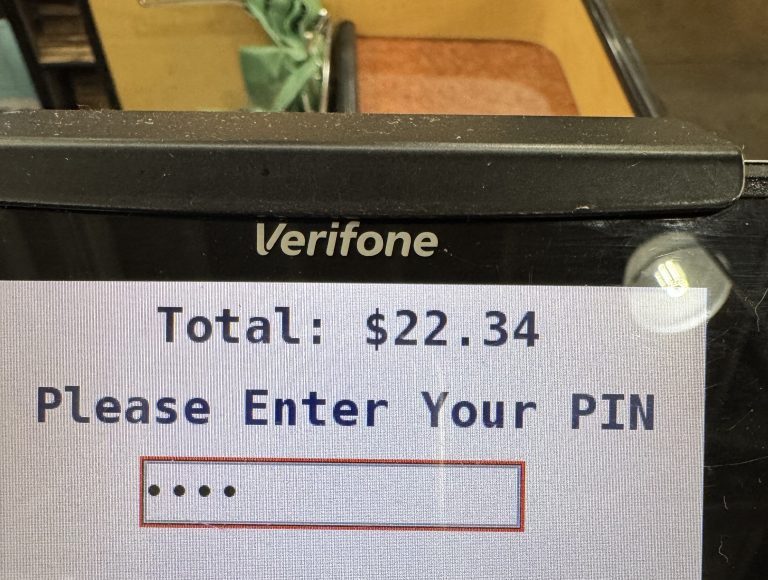 Verifone
Total: $22.34
Please Enter Your PIN
••••